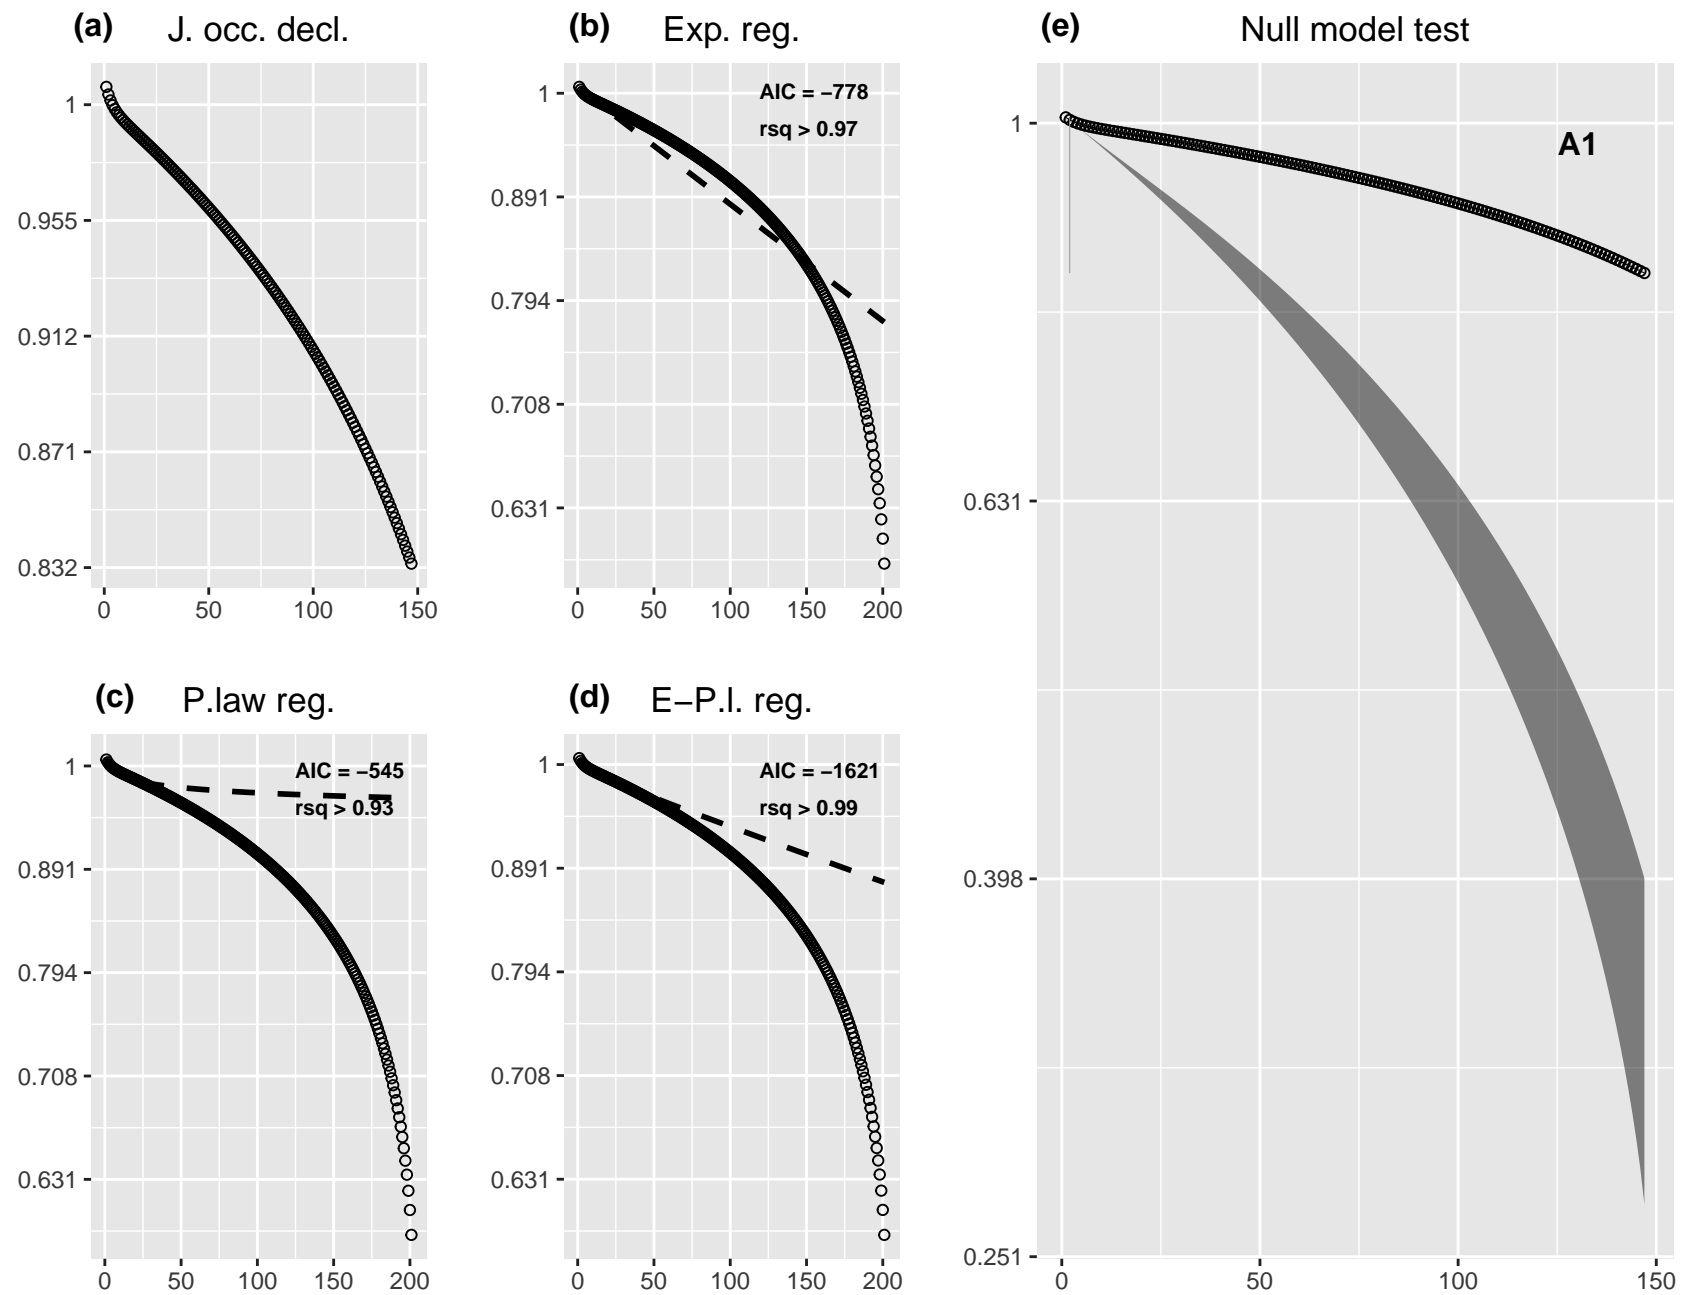 (a) J. occ. decl.
1
0.955
0.912
0.871
0.832
0 50 100 150
(b) Exp. reg.
AIC = −778
rsq > 0.97
1
0.891
0.794
0.708
0.631
0 50 100 150 200
(c) P.law reg.
AIC = −545
rsq > 0.93
1
0.891
0.794
0.708
0.631
0 50 100 150 200
(d) E−P.l. reg.
AIC = −1621
rsq > 0.99
1
0.891
0.794
0.708
0.631
0 50 100 150 200
(e) Null model test
A1
1
0.631
0.398
0.251
0 50 100 150